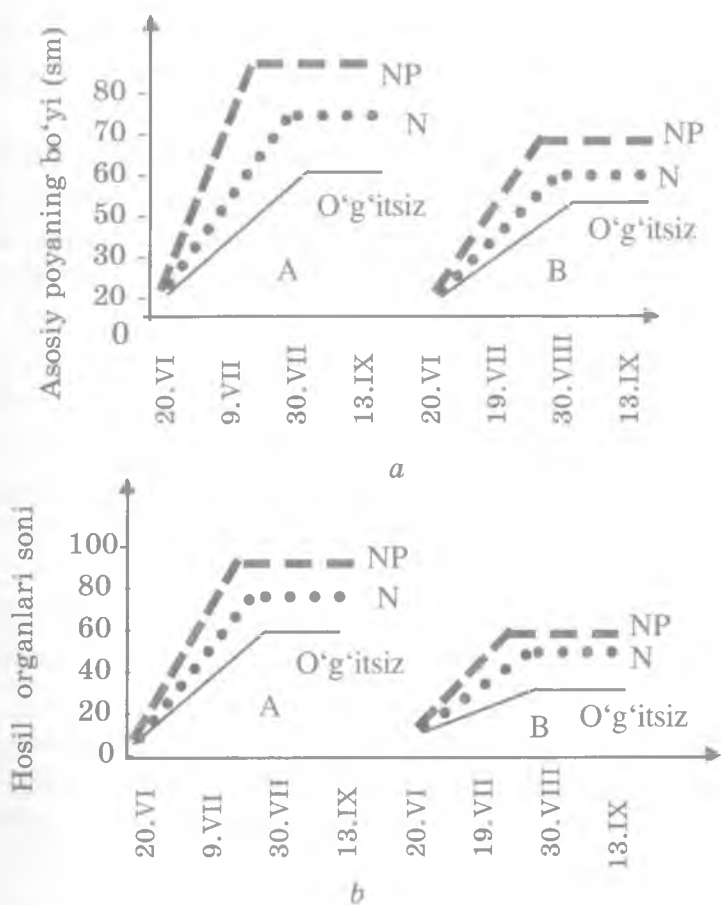 Asosiy poyaning bo‘yi (sm)
80
70
60
50
30
20
0
NP
N
O‘g‘itsiz
A
NP
N
O‘g‘itsiz
B
20.VI
9.VII
30.VII
13.IX
20.VI
19.VII
30.VIII
13.IX
a
Hosil organlari soni
100
80
60
40
20
0
NP
N
O‘g‘itsiz
A
NP
N
O‘g‘itsiz
B
20.VI
9.VII
30.VII
13.IX
20.VI
19.VIII
30.VIII
13.IX
b